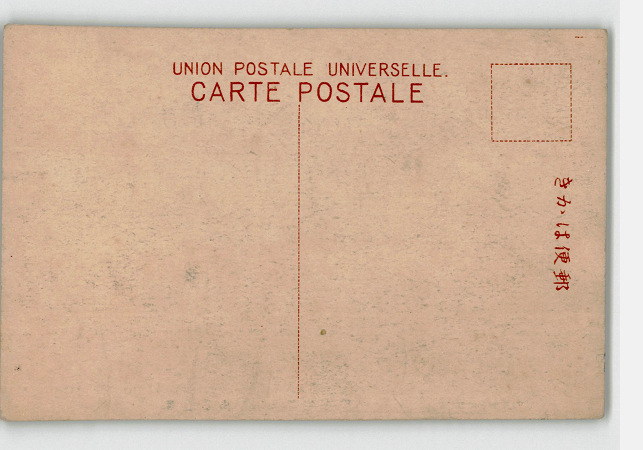 UNION POSTALE UNIVERSELLE.
CARTE POSTALE
きかは便郵